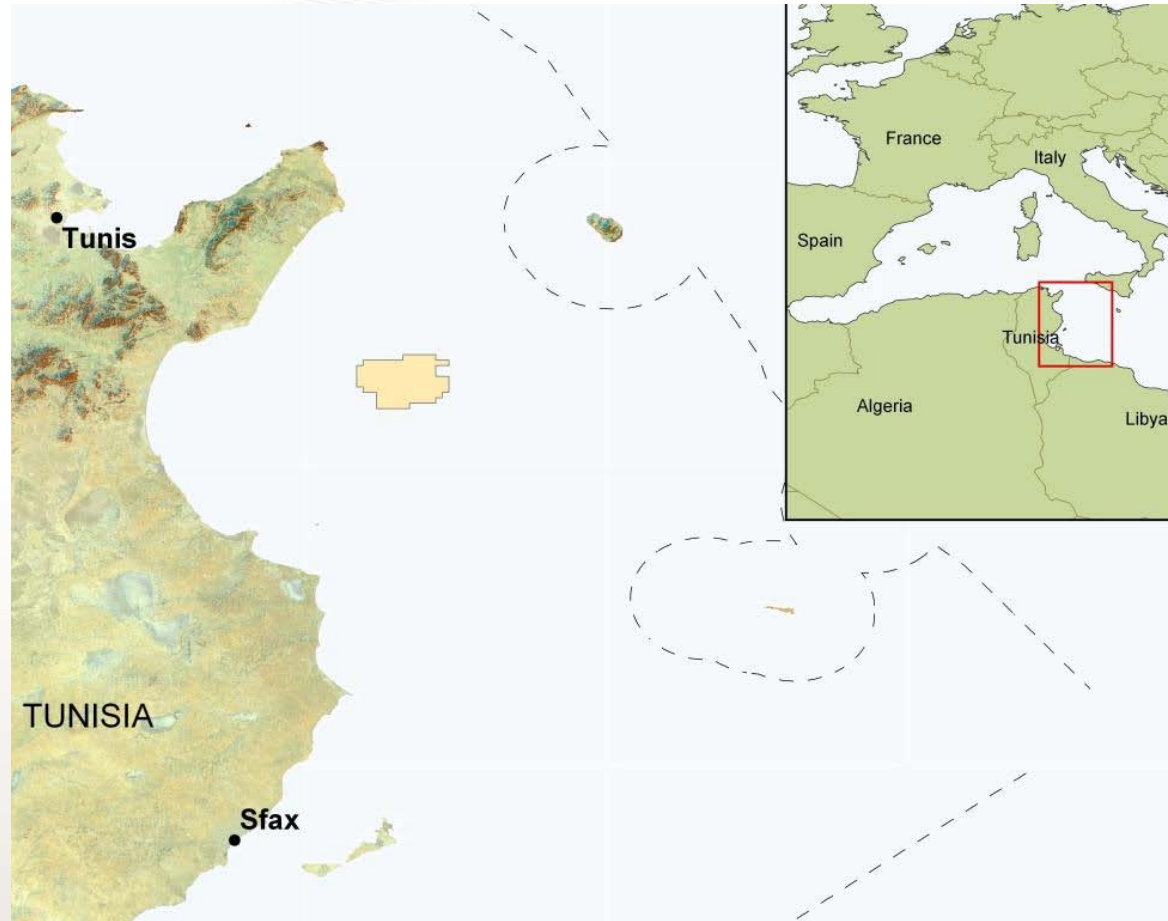 Tunis
TUNISIA
Sfax
France
Italy
Spain
Tunisia
Algeria
Libya